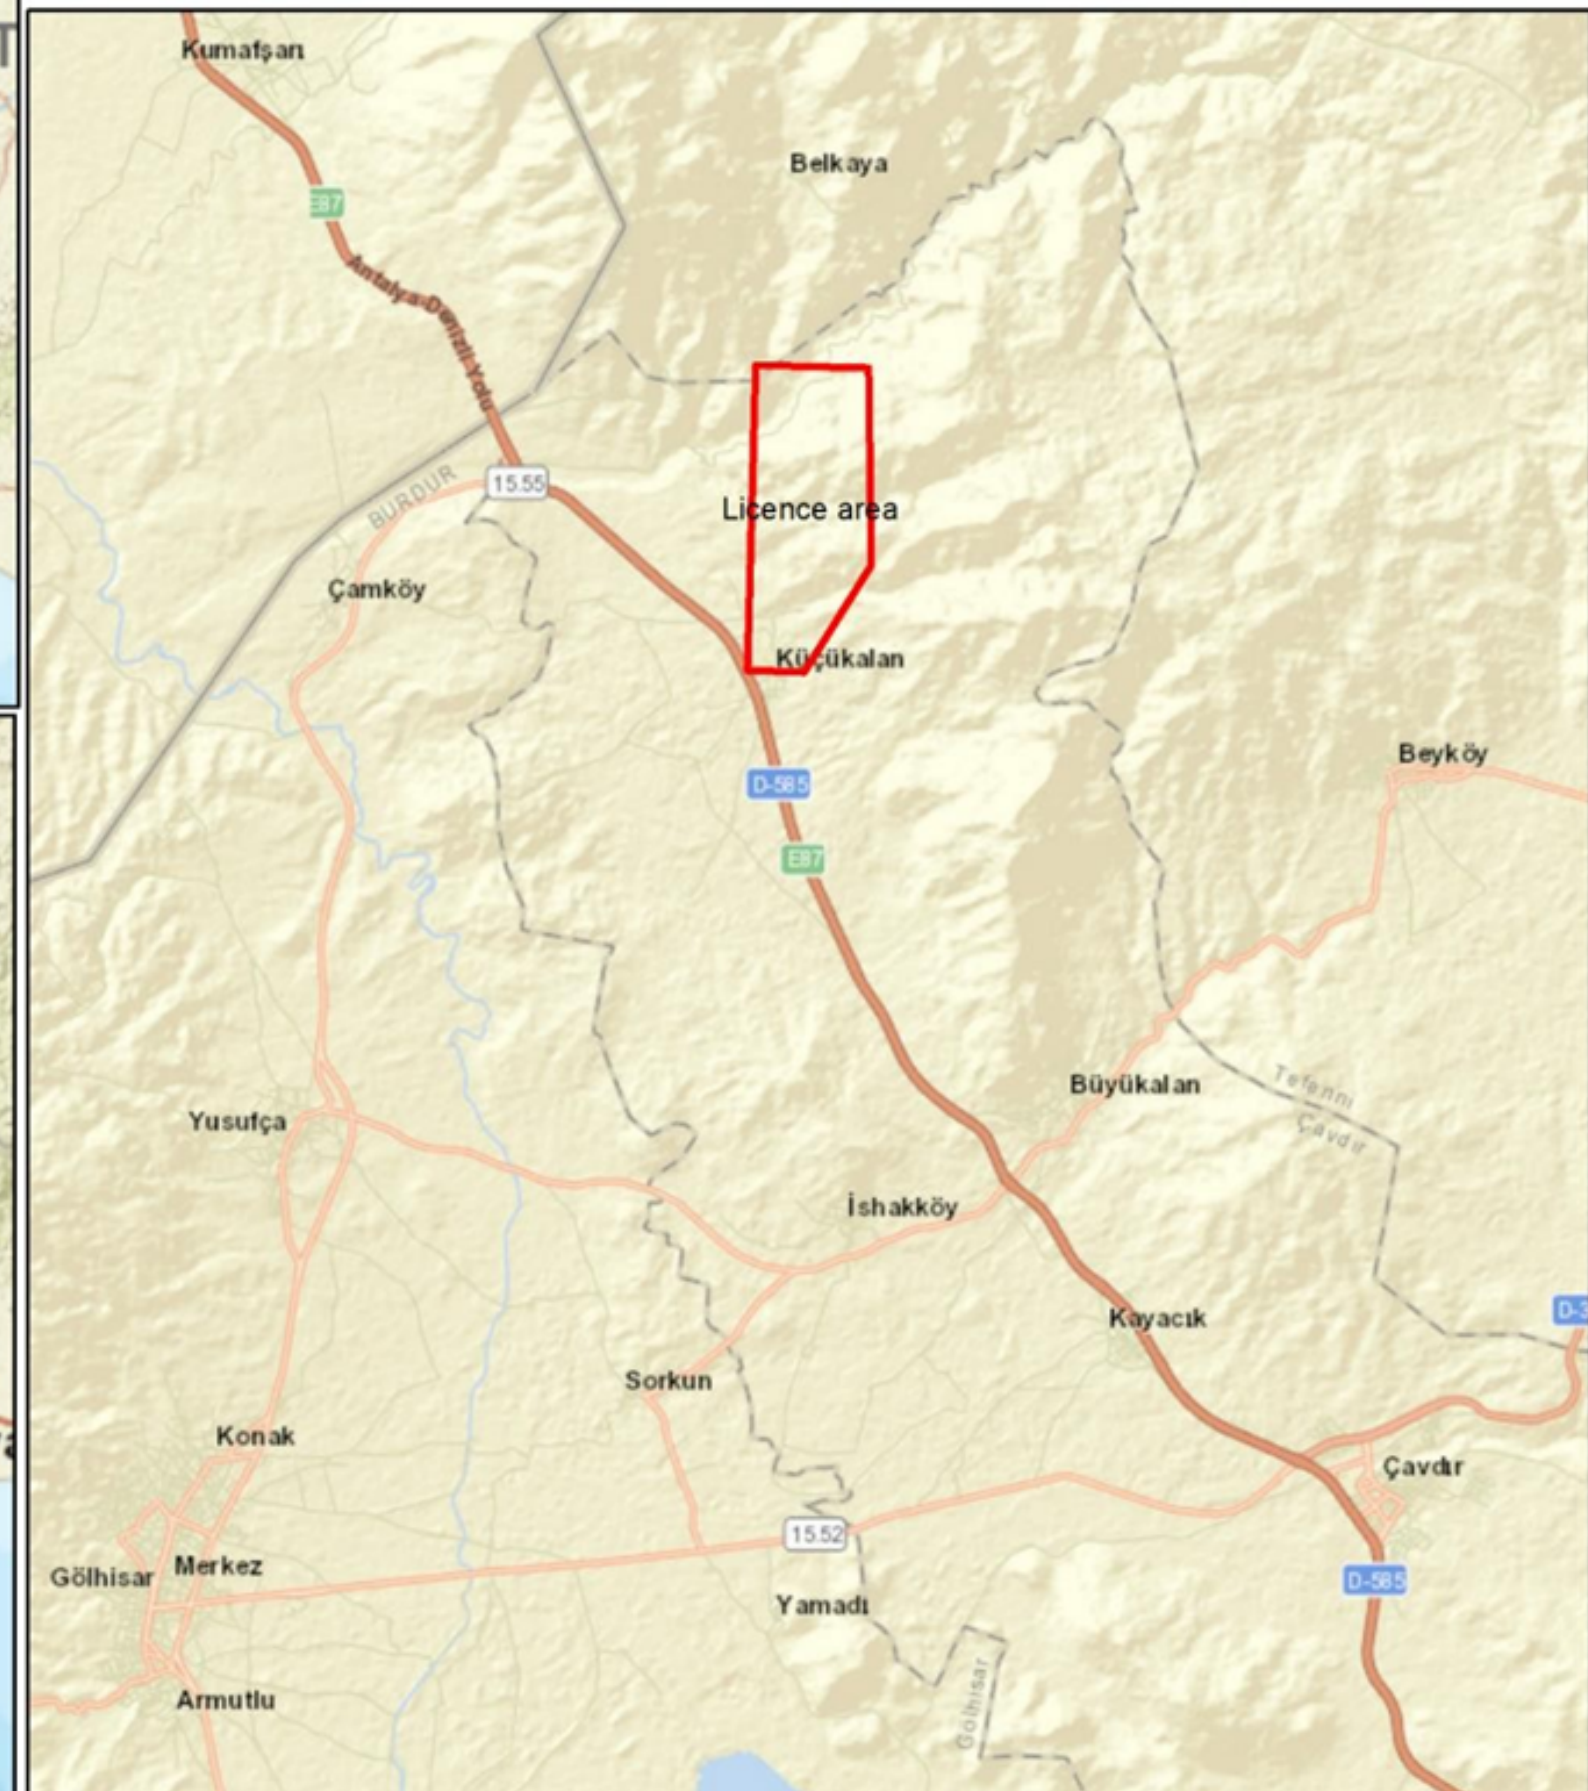 Kumafşarı
Belkaya
E87
Antalya-Denizli Yolu
15.55
BURDUR
Licence area
Çamköy
Küçükalan
Beyköy
D-585
E87
Büyükalan
Tefenni
Çavdır
Yusufça
İshakköy
Kayacık
Sorkun
Konak
Çavdır
15.52
Merkez
Gölhisar
D-585
Yamadı
Gölhisar
Armutlu